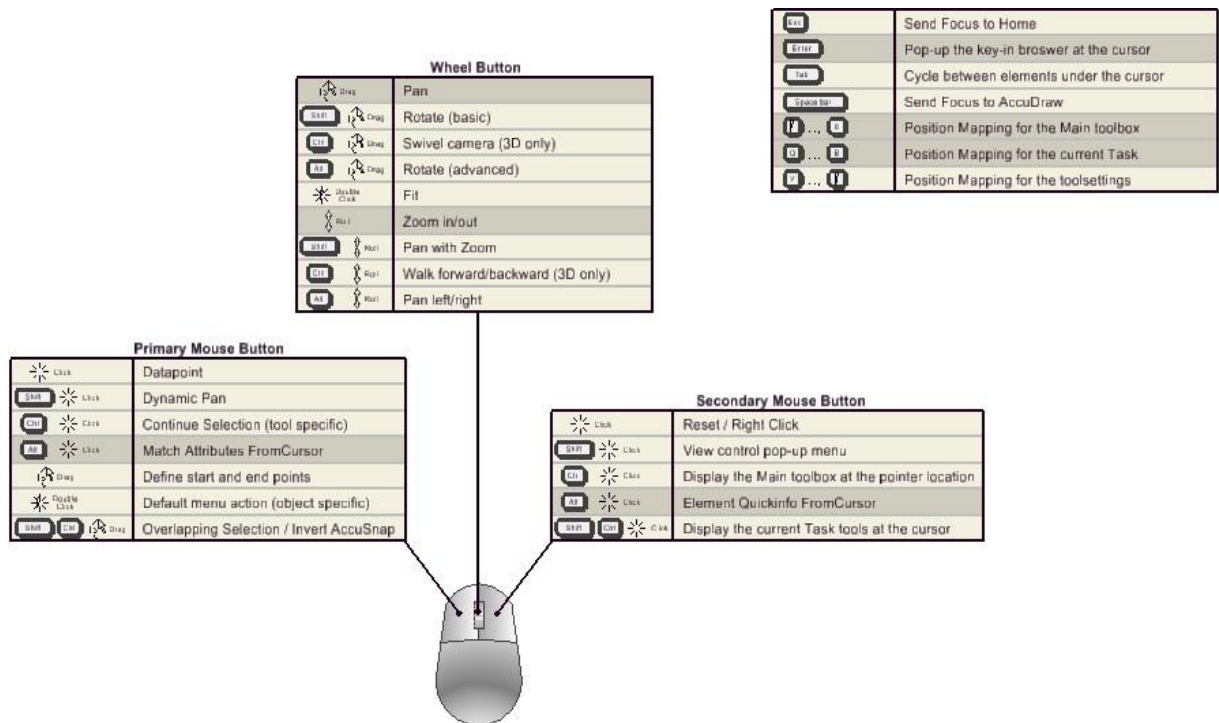 Esc Send Focus to Home
Enter Pop-up the key-in broswer at the cursor
Tab Cycle between elements under the cursor
Space bar Send Focus to AccuDraw
.., Position Mapping for the Main toolbox
Q ... B Position Mapping for the current Task
Y .., Position Mapping for the toolsettings
Wheel Button
Drag Pan
Shift Drag Rotate (basic)
Ctrl Drag Swivel camera (3D only)
Alt Drag Rotate (advanced)
Double Click Fit
Roll Zoom in/out
Shift Roll Pan with Zoom
Ctrl Roll Walk forward/backward (3D only)
Alt Roll Pan left/right
Primary Mouse Button
Click Datapoint
Shift Click Dynamic Pan
Ctrl Click Continue Selection (tool specific)
Alt Click Match Attributes FromCursor
Drag Define start and end points
Double Click Default menu action (object specific)
Shift Ctrl Drag Overlapping Selection / Invert AccuSnap
Secondary Mouse Button
Click Reset / Right Click
Shift Click View control pop-up menu
Ctrl Click Display the Main toolbox at the pointer location
Alt Click Element Quickinfo FromCursor
Shift Ctrl Click Display the current Task tools at the cursor